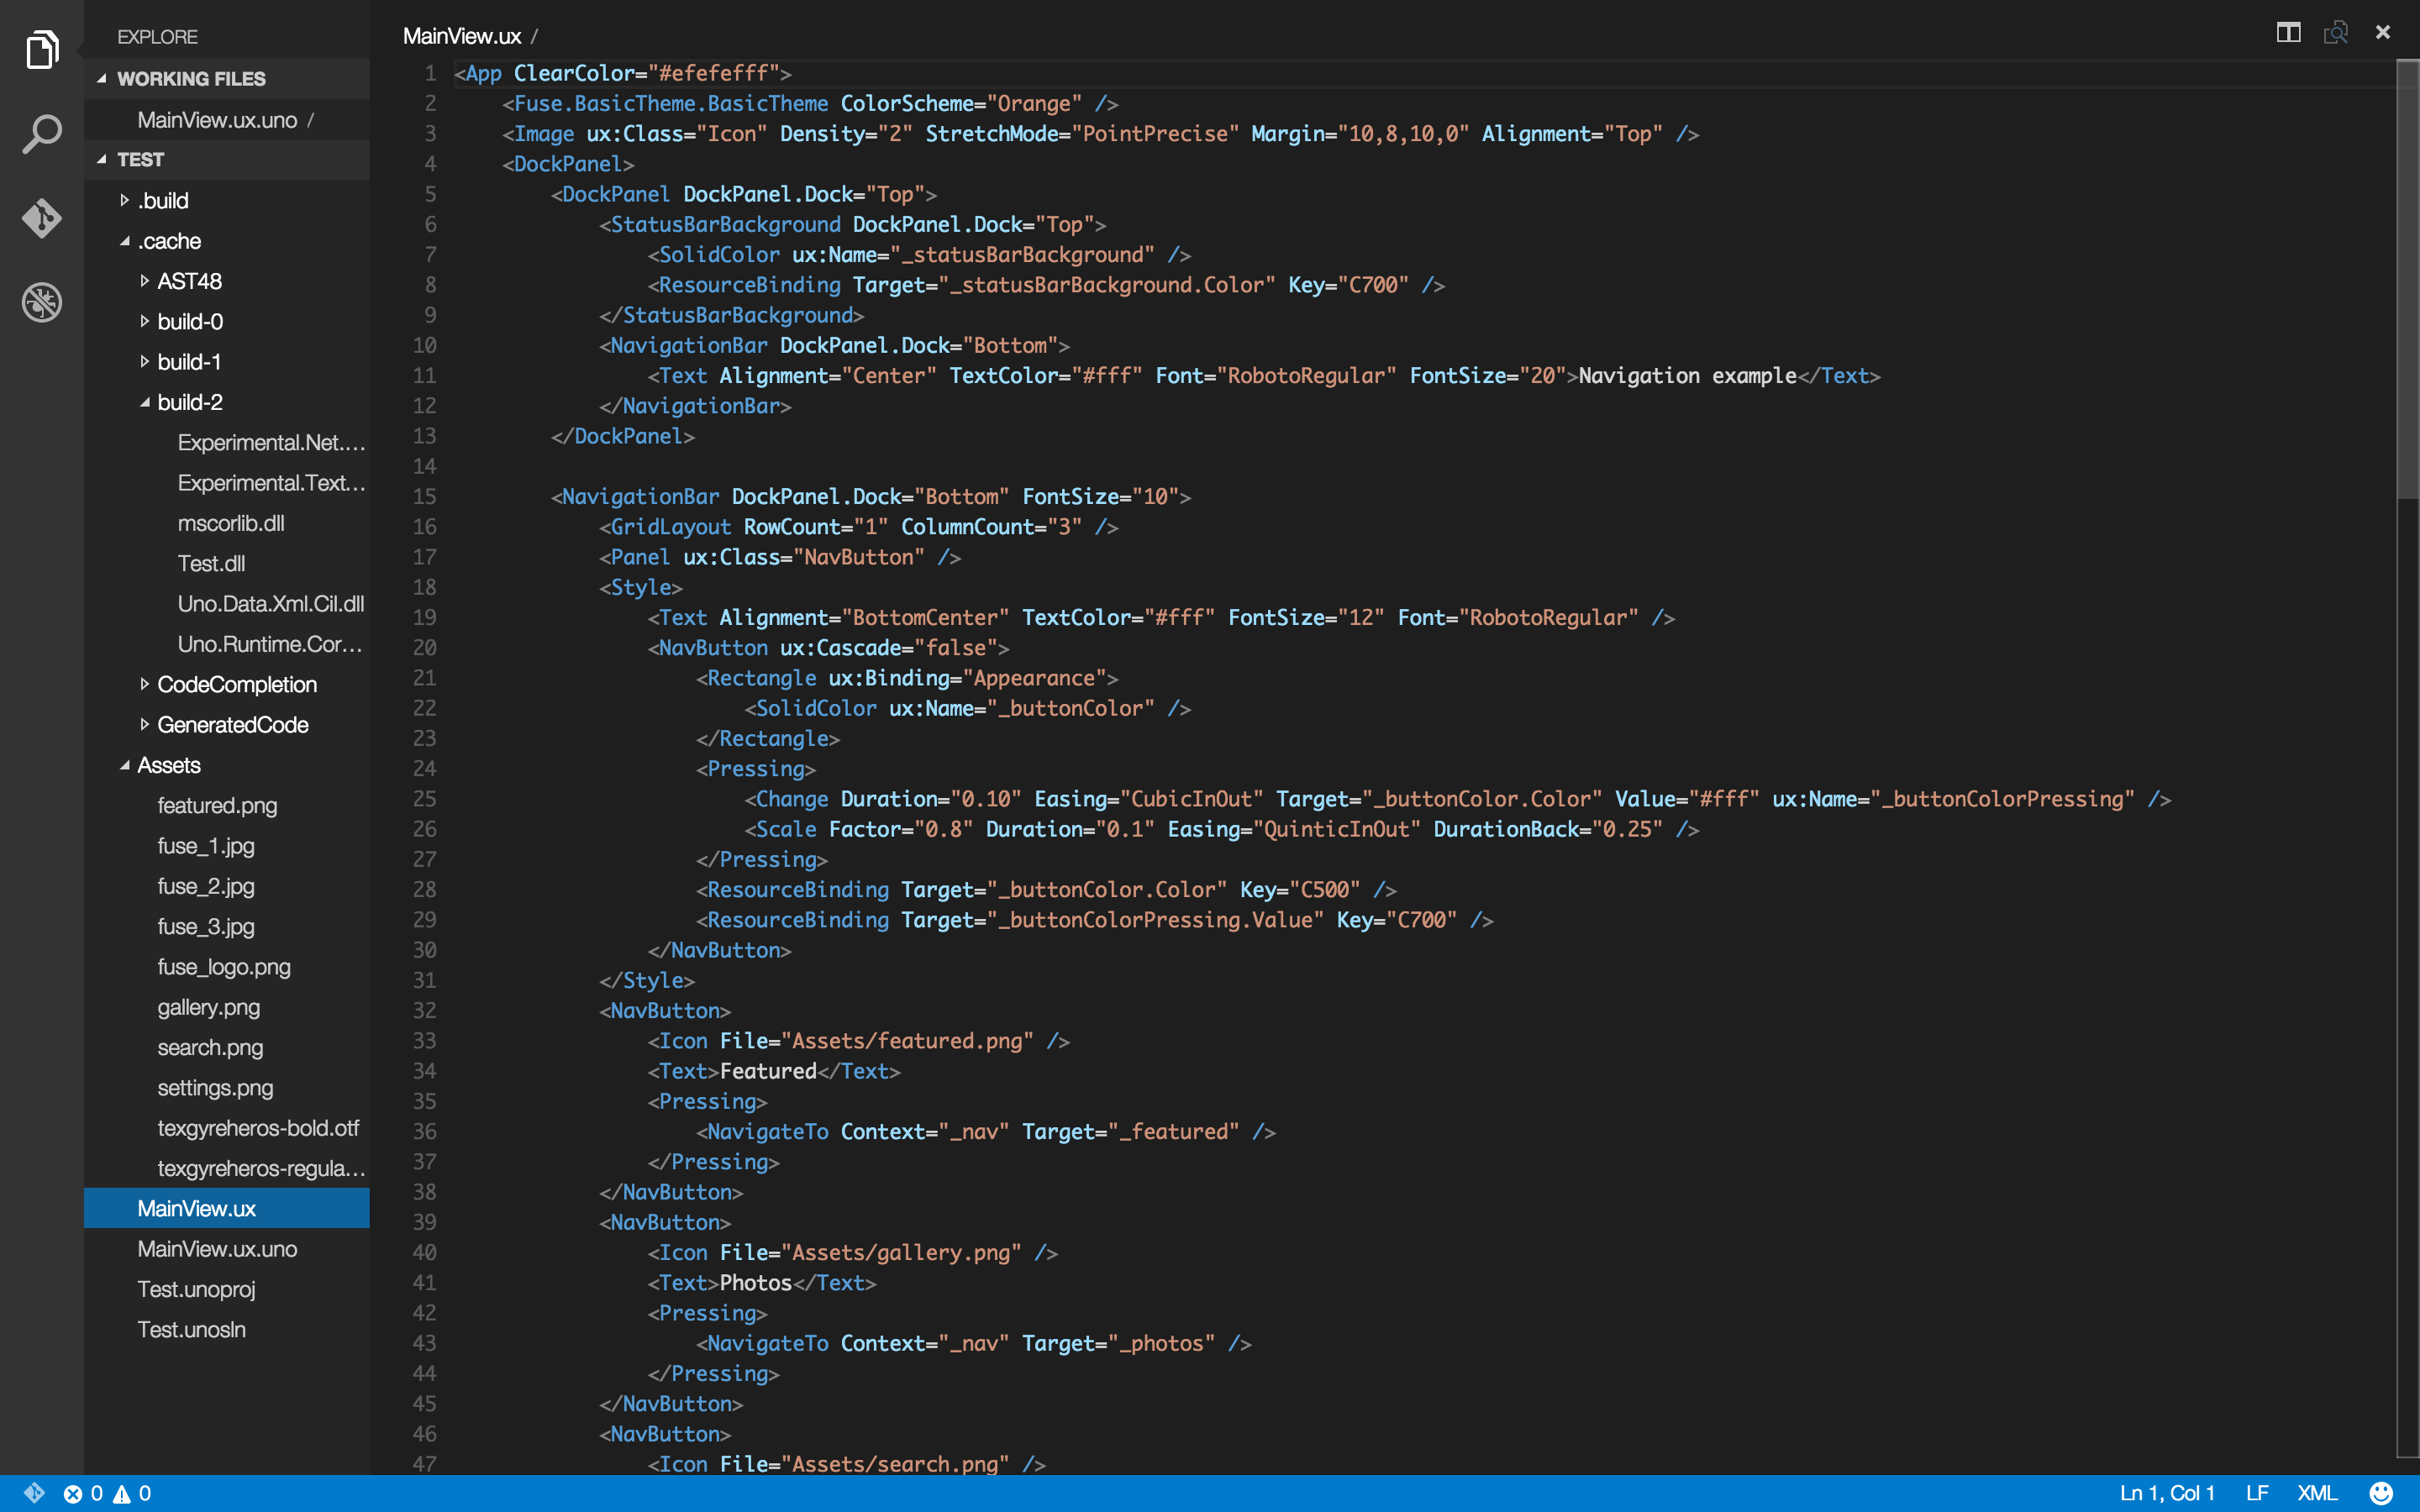 EXPLORE
WORKING FILES
MainView.ux.uno /
TEST
.build
.cache
AST48
build-0
build-1
build-2
Experimental.Net....
Experimental.Text...
mscorlib.dll
Test.dll
Uno.Data.Xml.Cil.dll
Uno.Runtime.Cor...
CodeCompletion
GeneratedCode
Assets
featured.png
fuse_1.jpg
fuse_2.jpg
fuse_3.jpg
fuse_logo.png
gallery.png
search.png
settings.png
texgyreheros-bold.otf
texgyreheros-regula...
MainView.ux
MainView.ux.uno
Test.unoproj
Test.unosln
MainView.ux /
1 <App ClearColor="#efefefff">
2     <Fuse.BasicTheme.BasicTheme ColorScheme="Orange" />
3     <Image ux:Class="Icon" Density="2" StretchMode="PointPrecise" Margin="10,8,10,0" Alignment="Top" />
4     <DockPanel>
5         <DockPanel DockPanel.Dock="Top">
6             <StatusBarBackground DockPanel.Dock="Top">
7                 <SolidColor ux:Name="_statusBarBackground" />
8                 <ResourceBinding Target="_statusBarBackground.Color" Key="C700" />
9             </StatusBarBackground>
10             <NavigationBar DockPanel.Dock="Bottom">
11                 <Text Alignment="Center" TextColor="#fff" Font="RobotoRegular" FontSize="20">Navigation example</Text>
12             </NavigationBar>
13         </DockPanel>
14
15         <NavigationBar DockPanel.Dock="Bottom" FontSize="10">
16             <GridLayout RowCount="1" ColumnCount="3" />
17             <Panel ux:Class="NavButton" />
18             <Style>
19                 <Text Alignment="BottomCenter" TextColor="#fff" FontSize="12" Font="RobotoRegular" />
20                 <NavButton ux:Cascade="false">
21                     <Rectangle ux:Binding="Appearance">
22                         <SolidColor ux:Name="_buttonColor" />
23                     </Rectangle>
24                     <Pressing>
25                         <Change Duration="0.10" Easing="CubicInOut" Target="_buttonColor.Color" Value="#fff" ux:Name="_buttonColorPressing" />
26                         <Scale Factor="0.8" Duration="0.1" Easing="QuinticInOut" DurationBack="0.25" />
27                     </Pressing>
28                     <ResourceBinding Target="_buttonColor.Color" Key="C500" />
29                     <ResourceBinding Target="_buttonColorPressing.Value" Key="C700" />
30                 </NavButton>
31             </Style>
32             <NavButton>
33                 <Icon File="Assets/featured.png" />
34                 <Text>Featured</Text>
35                 <Pressing>
36                     <NavigateTo Context="_nav" Target="_featured" />
37                 </Pressing>
38             </NavButton>
39             <NavButton>
40                 <Icon File="Assets/gallery.png" />
41                 <Text>Photos</Text>
42                 <Pressing>
43                     <NavigateTo Context="_nav" Target="_photos" />
44                 </Pressing>
45             </NavButton>
46             <NavButton>
47                 <Icon File="Assets/search.png" />
0 0
Ln 1, Col 1 LF XML